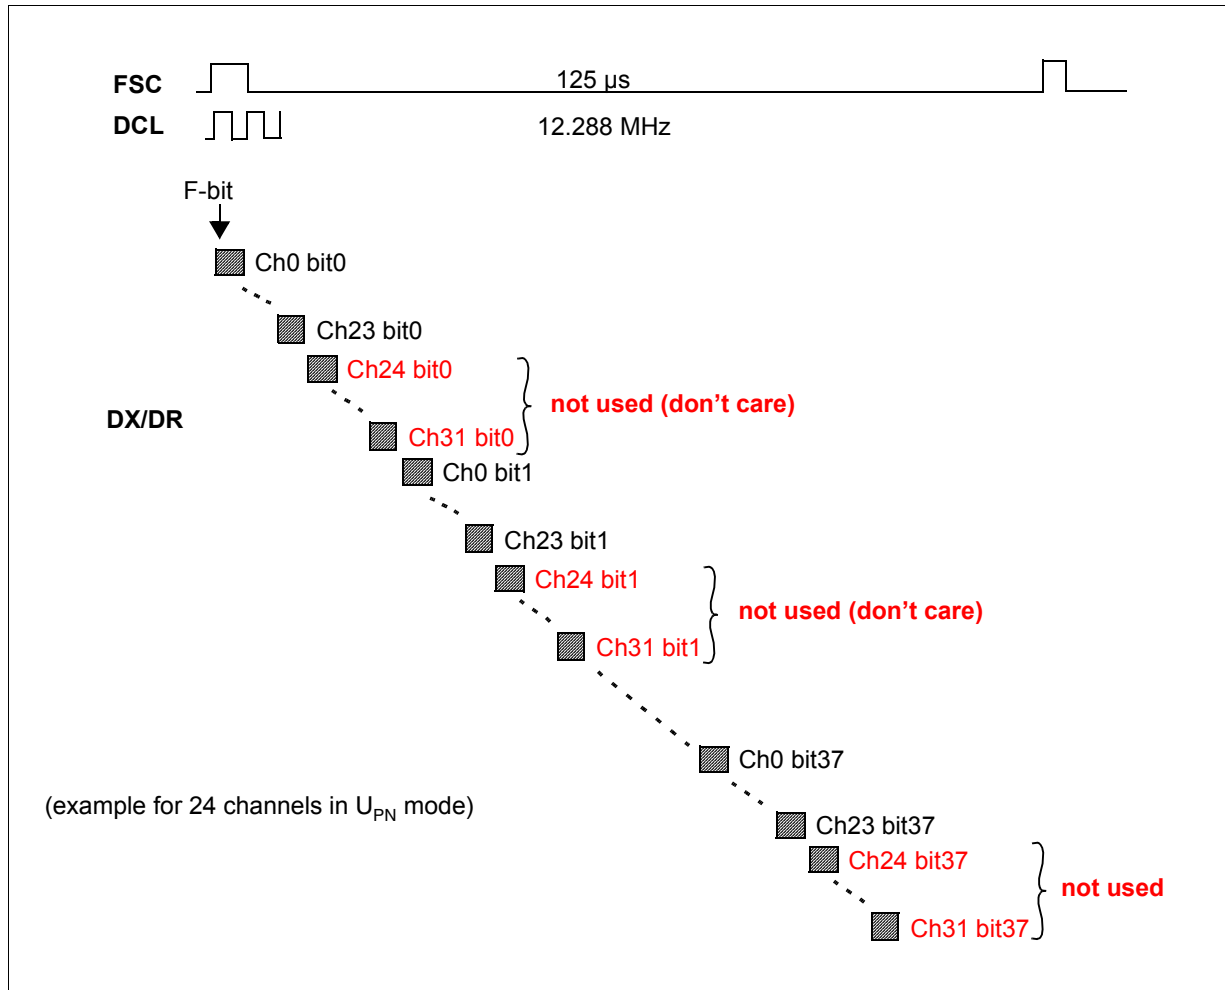 FSC
125 µs
DCL
12.288 MHz
F-bit
Ch0 bit0
Ch23 bit0
Ch24 bit0
not used (don't care)
DX/DR
Ch31 bit0
Ch0 bit1
Ch23 bit1
Ch24 bit1
not used (don't care)
Ch31 bit1
Ch0 bit37
(example for 24 channels in UPN mode)
Ch23 bit37
Ch24 bit37
not used
Ch31 bit37